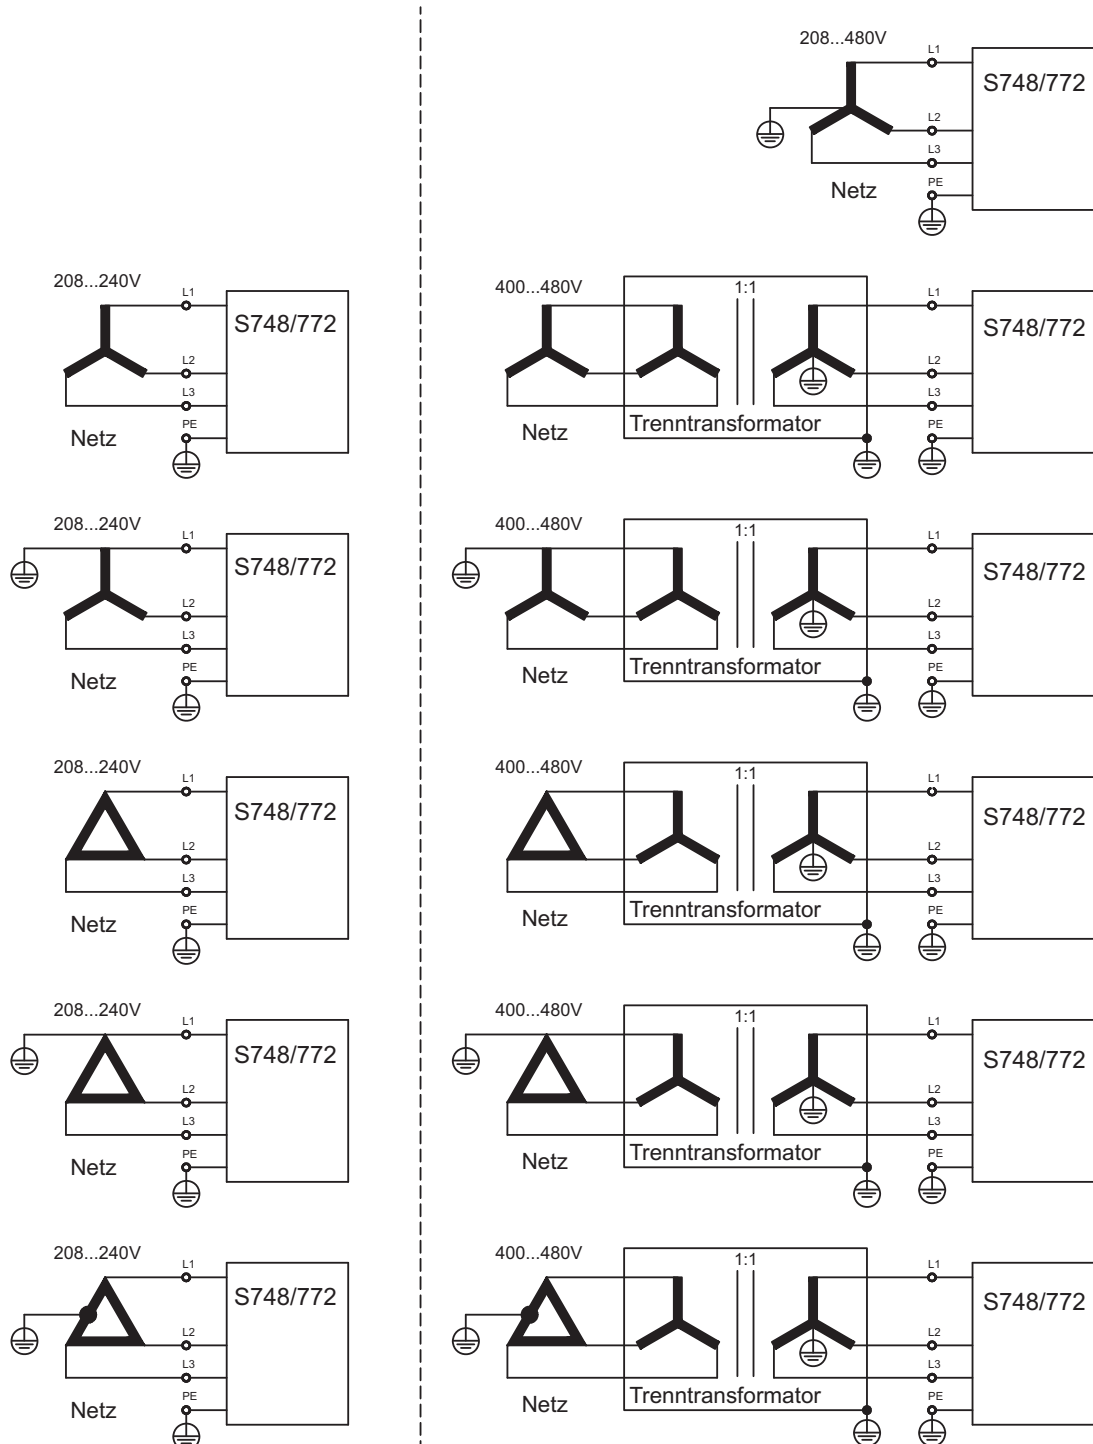 208...480V
L1
S748/772
L2
L3
Netz
PE
208...240V
L1
S748/772
L2
L3
Netz
PE
400...480V
1:1
L1
S748/772
L2
L3
Netz
Trenntransformator
PE
208...240V
L1
S748/772
L2
L3
Netz
PE
400...480V
1:1
L1
S748/772
L2
L3
Netz
Trenntransformator
PE
208...240V
L1
S748/772
L2
L3
Netz
PE
400...480V
1:1
L1
S748/772
L2
L3
Netz
Trenntransformator
PE
208...240V
L1
S748/772
L2
L3
Netz
PE
400...480V
1:1
L1
S748/772
L2
L3
Netz
Trenntransformator
PE
208...240V
L1
S748/772
L2
L3
Netz
PE
400...480V
1:1
L1
S748/772
L2
L3
Netz
Trenntransformator
PE